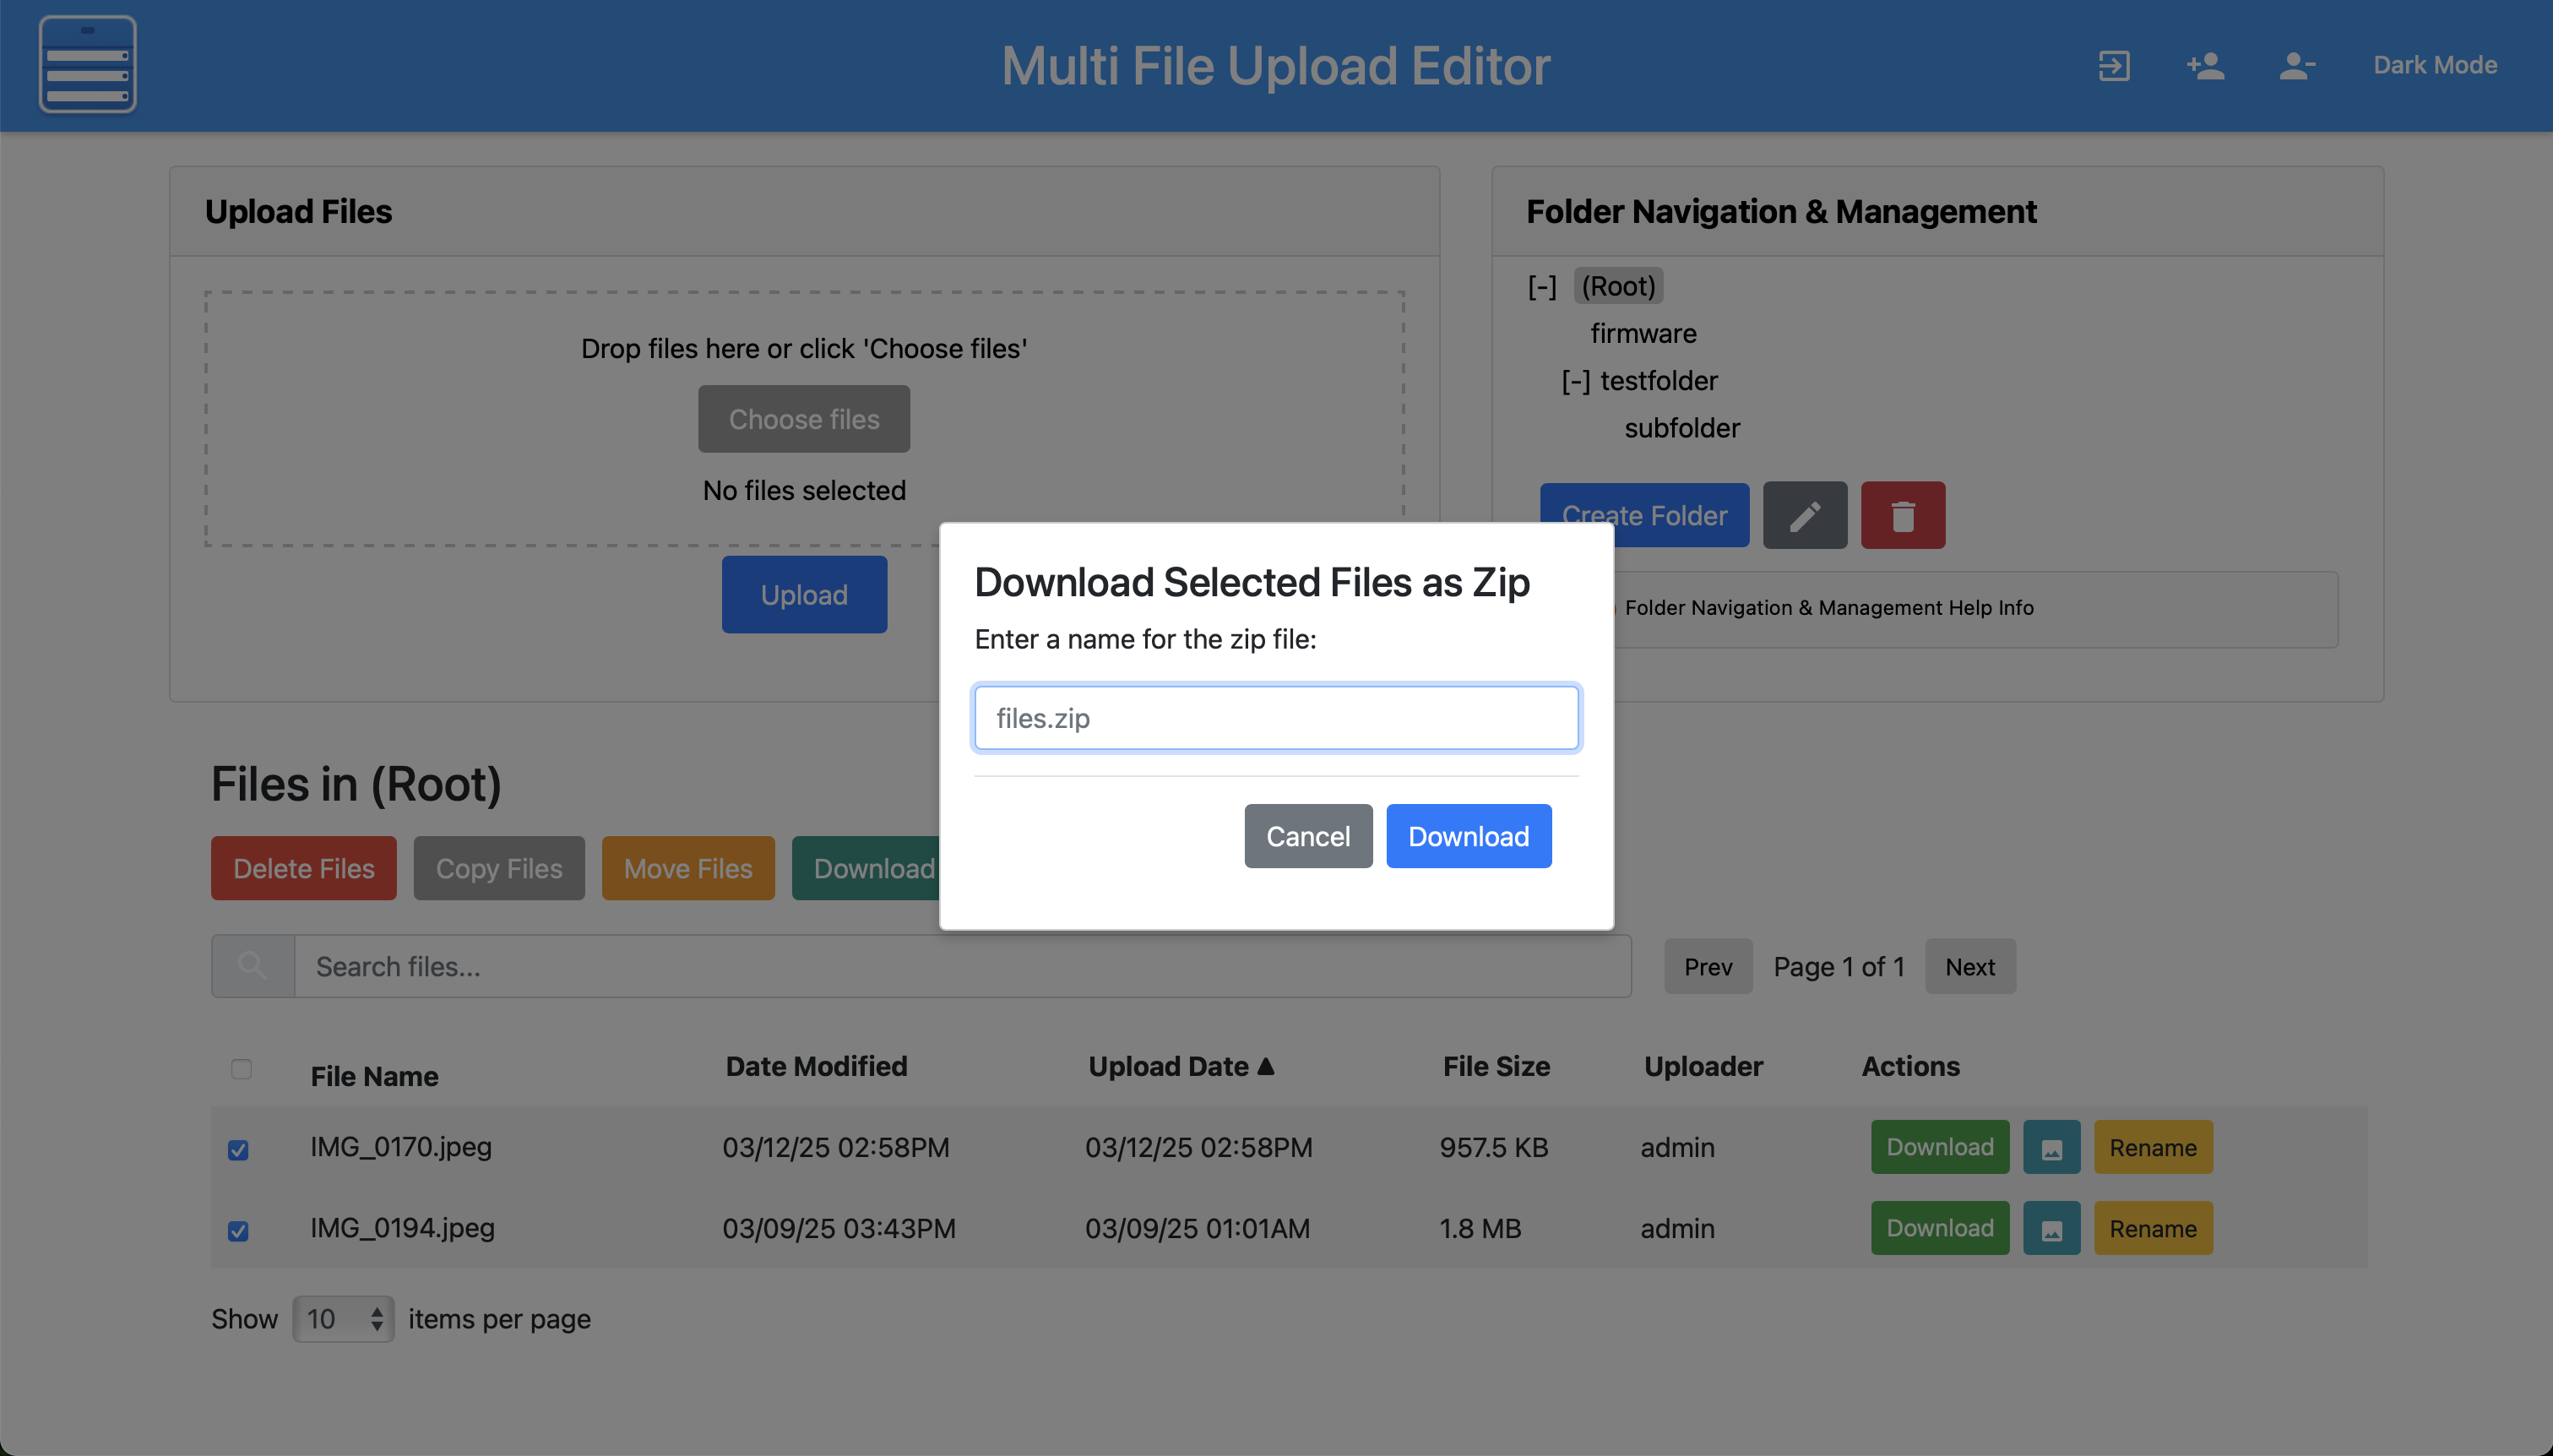 Multi File Upload Editor
Dark Mode
Upload Files
Drop files here or click 'Choose files'
Choose files
No files selected
Upload
Folder Navigation & Management
[-] (Root)
firmware
[-] testfolder
subfolder
Create Folder
Folder Navigation & Management Help Info
Download Selected Files as Zip
Enter a name for the zip file:
files.zip
Cancel Download
Files in (Root)
Delete Files Copy Files Move Files Download
Search files...
Prev Page 1 of 1 Next
File Name Date Modified Upload Date ▲ File Size Uploader Actions
IMG_0170.jpeg 03/12/25 02:58PM 03/12/25 02:58PM 957.5 KB admin Download Rename
IMG_0194.jpeg 03/09/25 03:43PM 03/09/25 01:01AM 1.8 MB admin Download Rename
Show 10 items per page